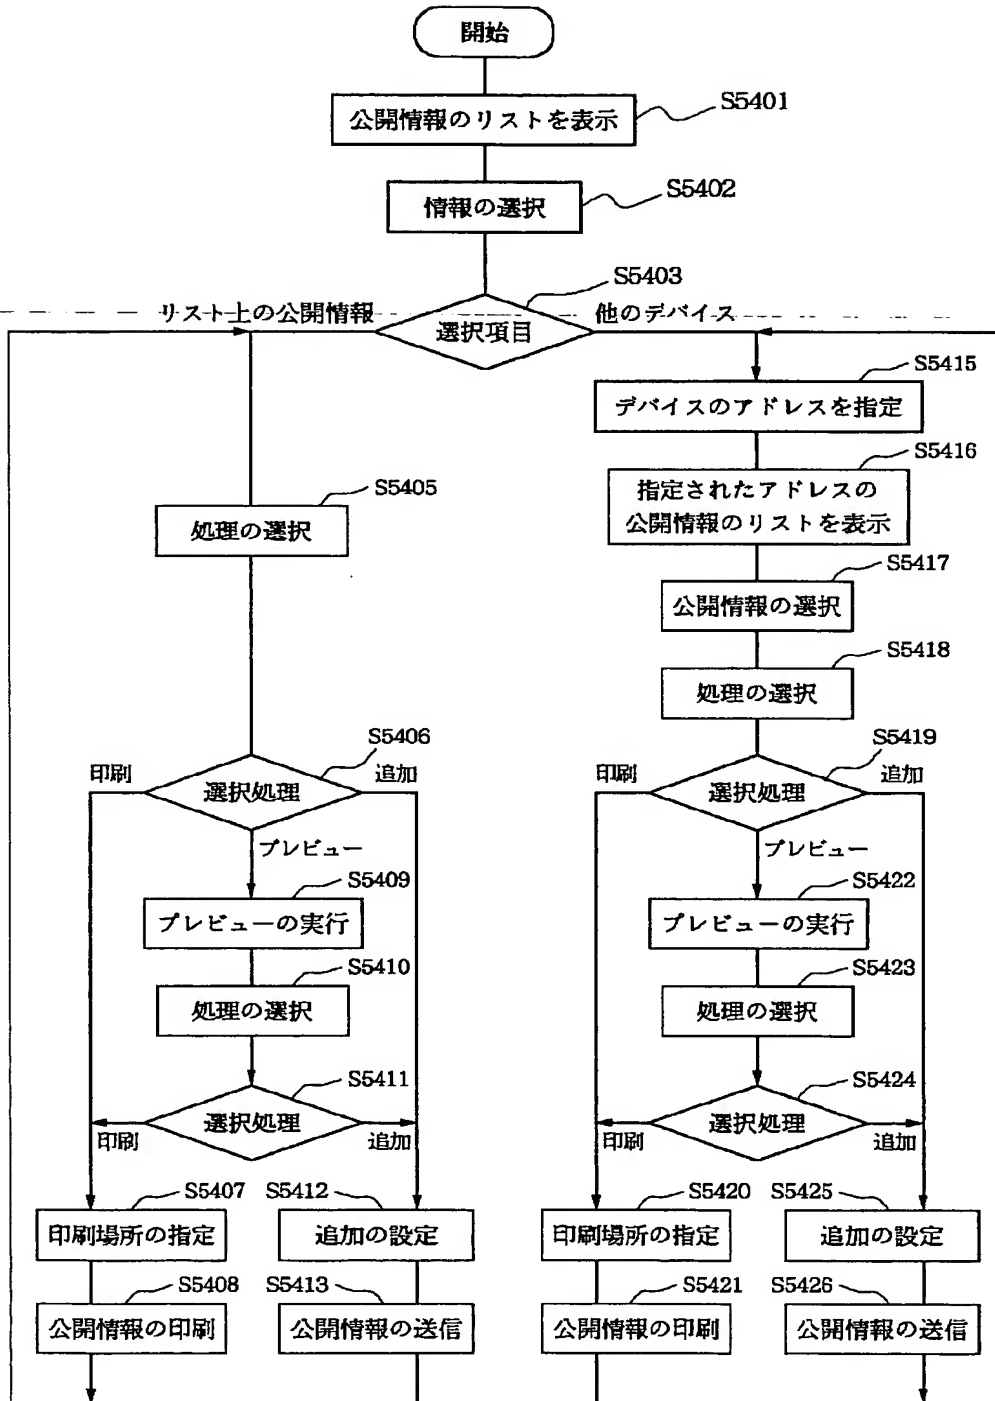 開始
公開情報のリストを表示
S5401
情報の選択
S5402
S5403
リスト上の公開情報
選択項目
他のデバイス
S5415
デバイスのアドレスを指定
S5416
指定されたアドレスの
公開情報のリストを表示
S5405
処理の選択
S5417
公開情報の選択
S5418
処理の選択
S5406
印刷
選択処理
追加
プレビュー
S5419
印刷
選択処理
追加
プレビュー
S5409
プレビューの実行
S5410
処理の選択
S5411
選択処理
印刷
追加
S5422
プレビューの実行
S5423
処理の選択
S5424
選択処理
印刷
追加
S5407
印刷場所の指定
S5412
追加の設定
S5408
公開情報の印刷
S5413
公開情報の送信
S5420
印刷場所の指定
S5425
追加の設定
S5421
公開情報の印刷
S5426
公開情報の送信